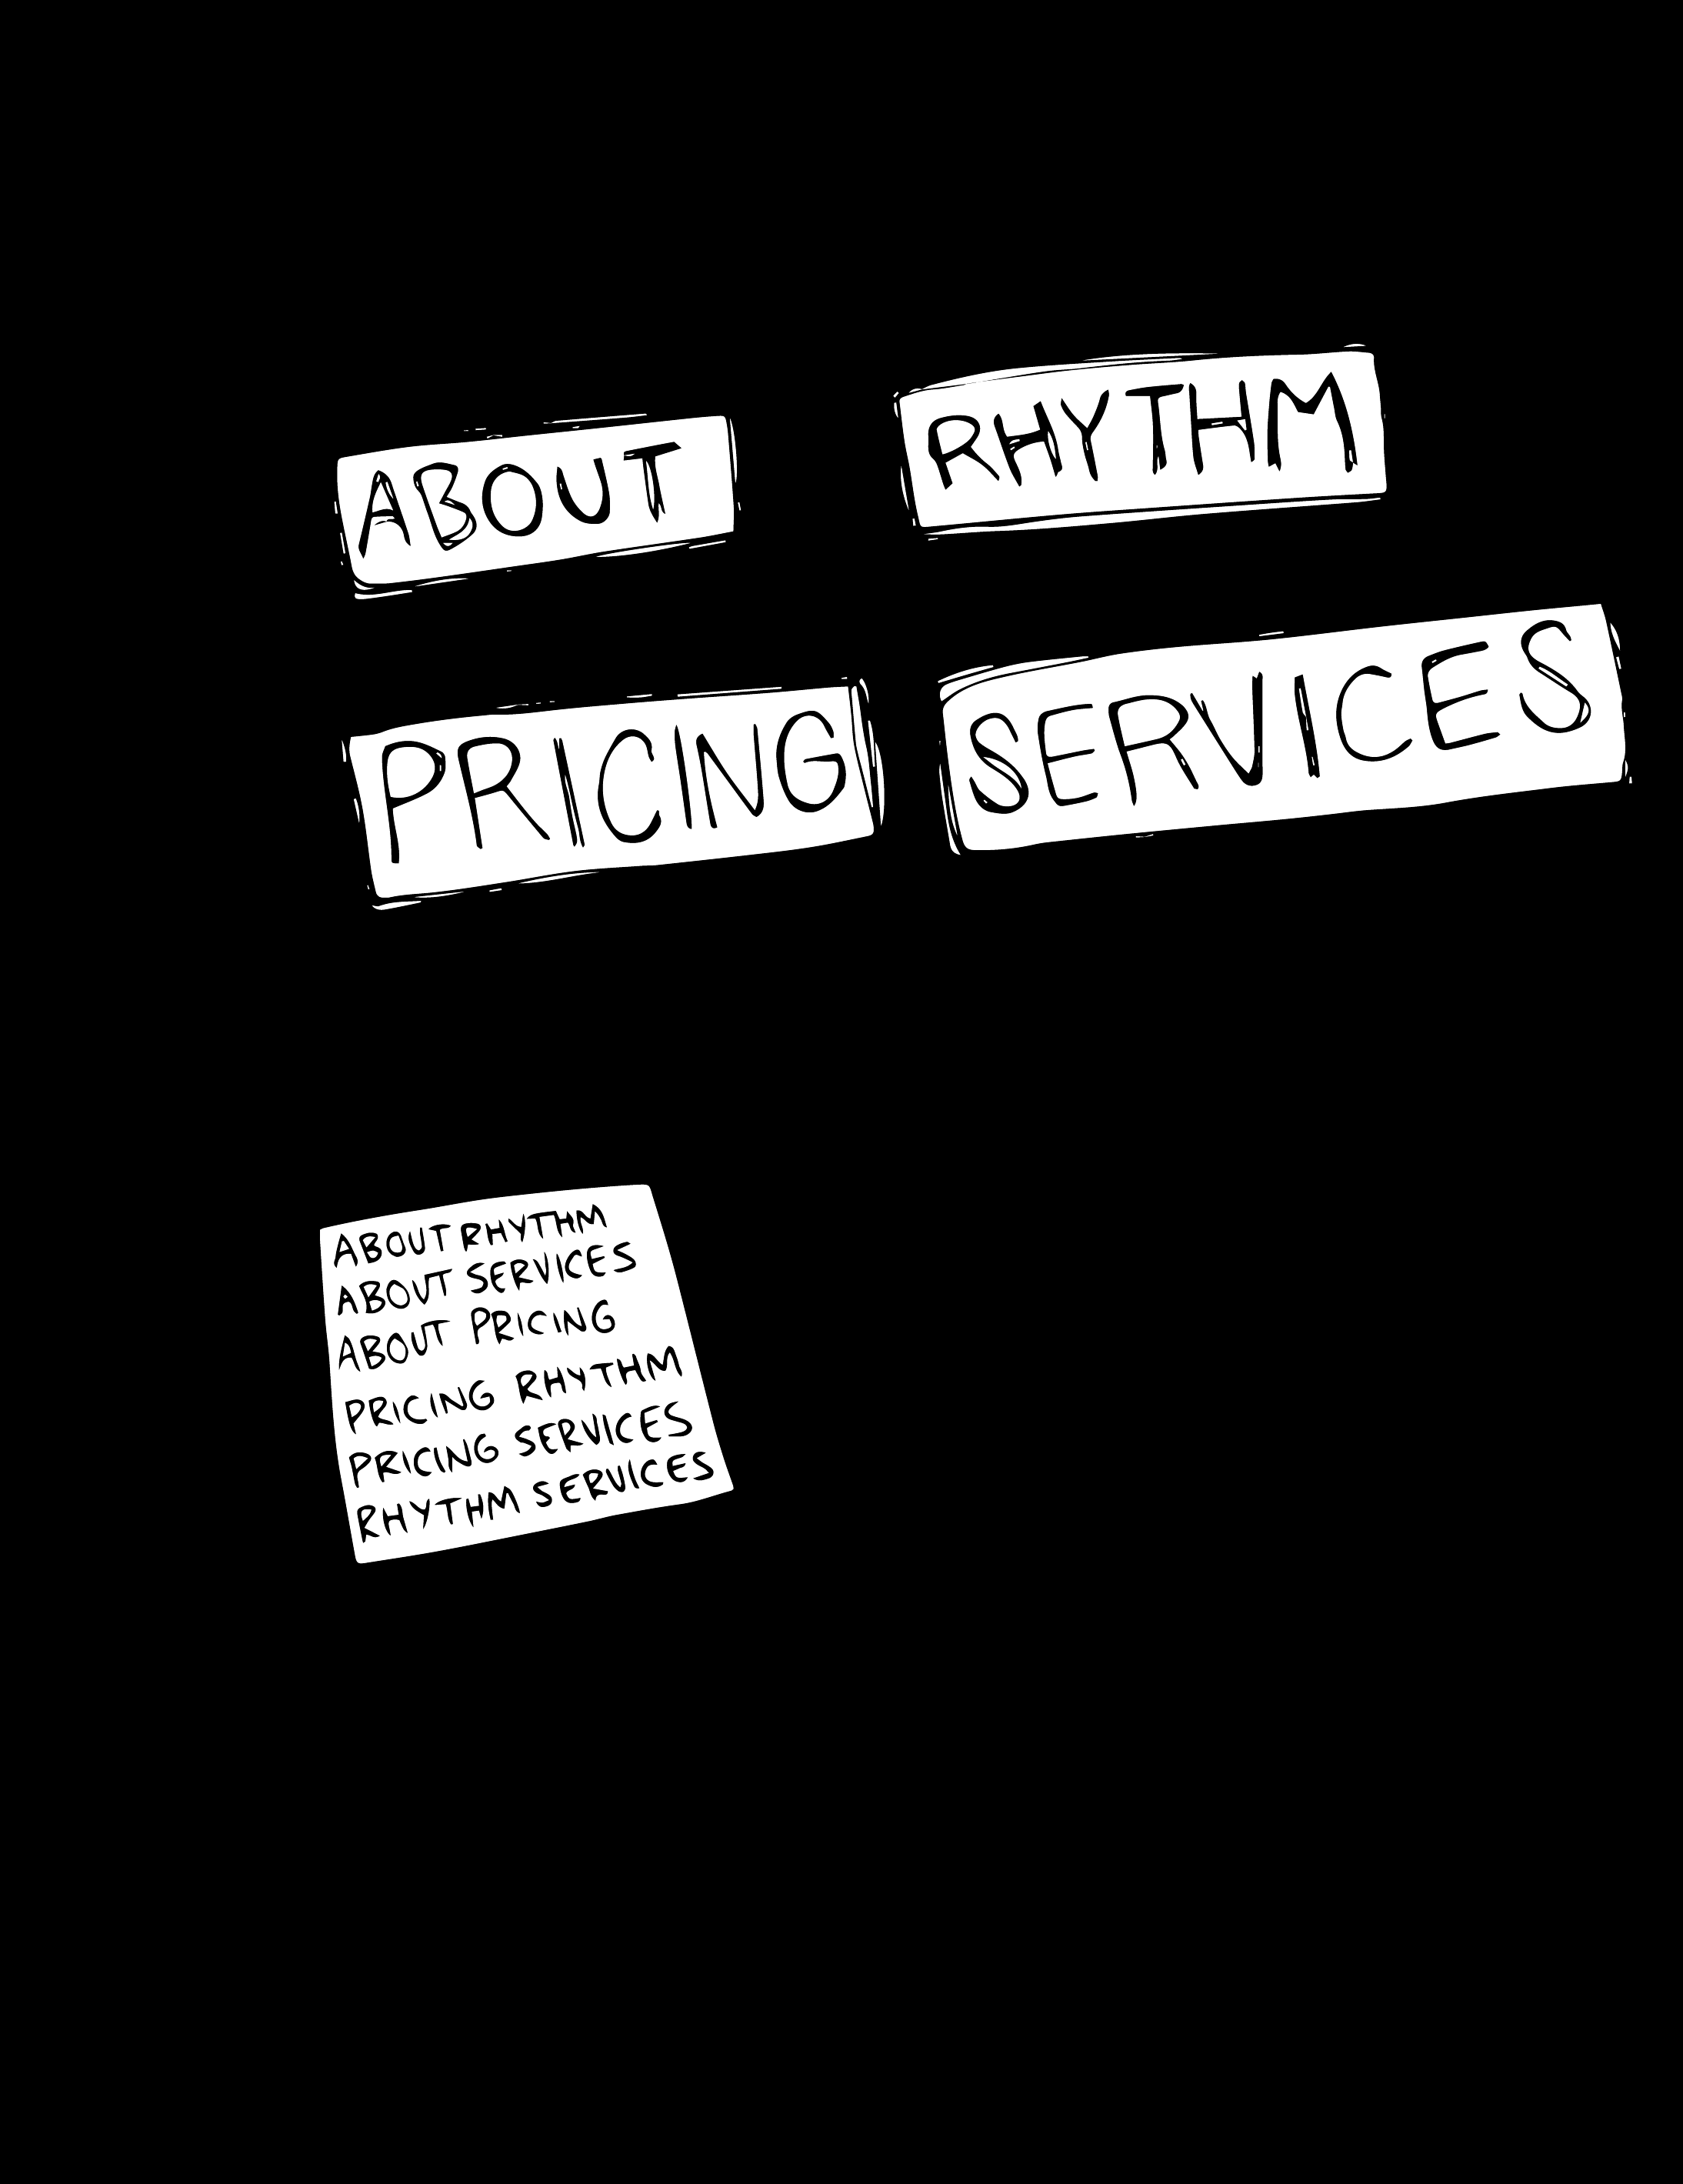 ABOUT
RHYTHM
PRICING
SERVICES
ABOUT RHYTHM
ABOUT SERVICES
ABOUT PRICING
PRICING RHYTHM
PRICING SERVICES
RHYTHM SERVICES